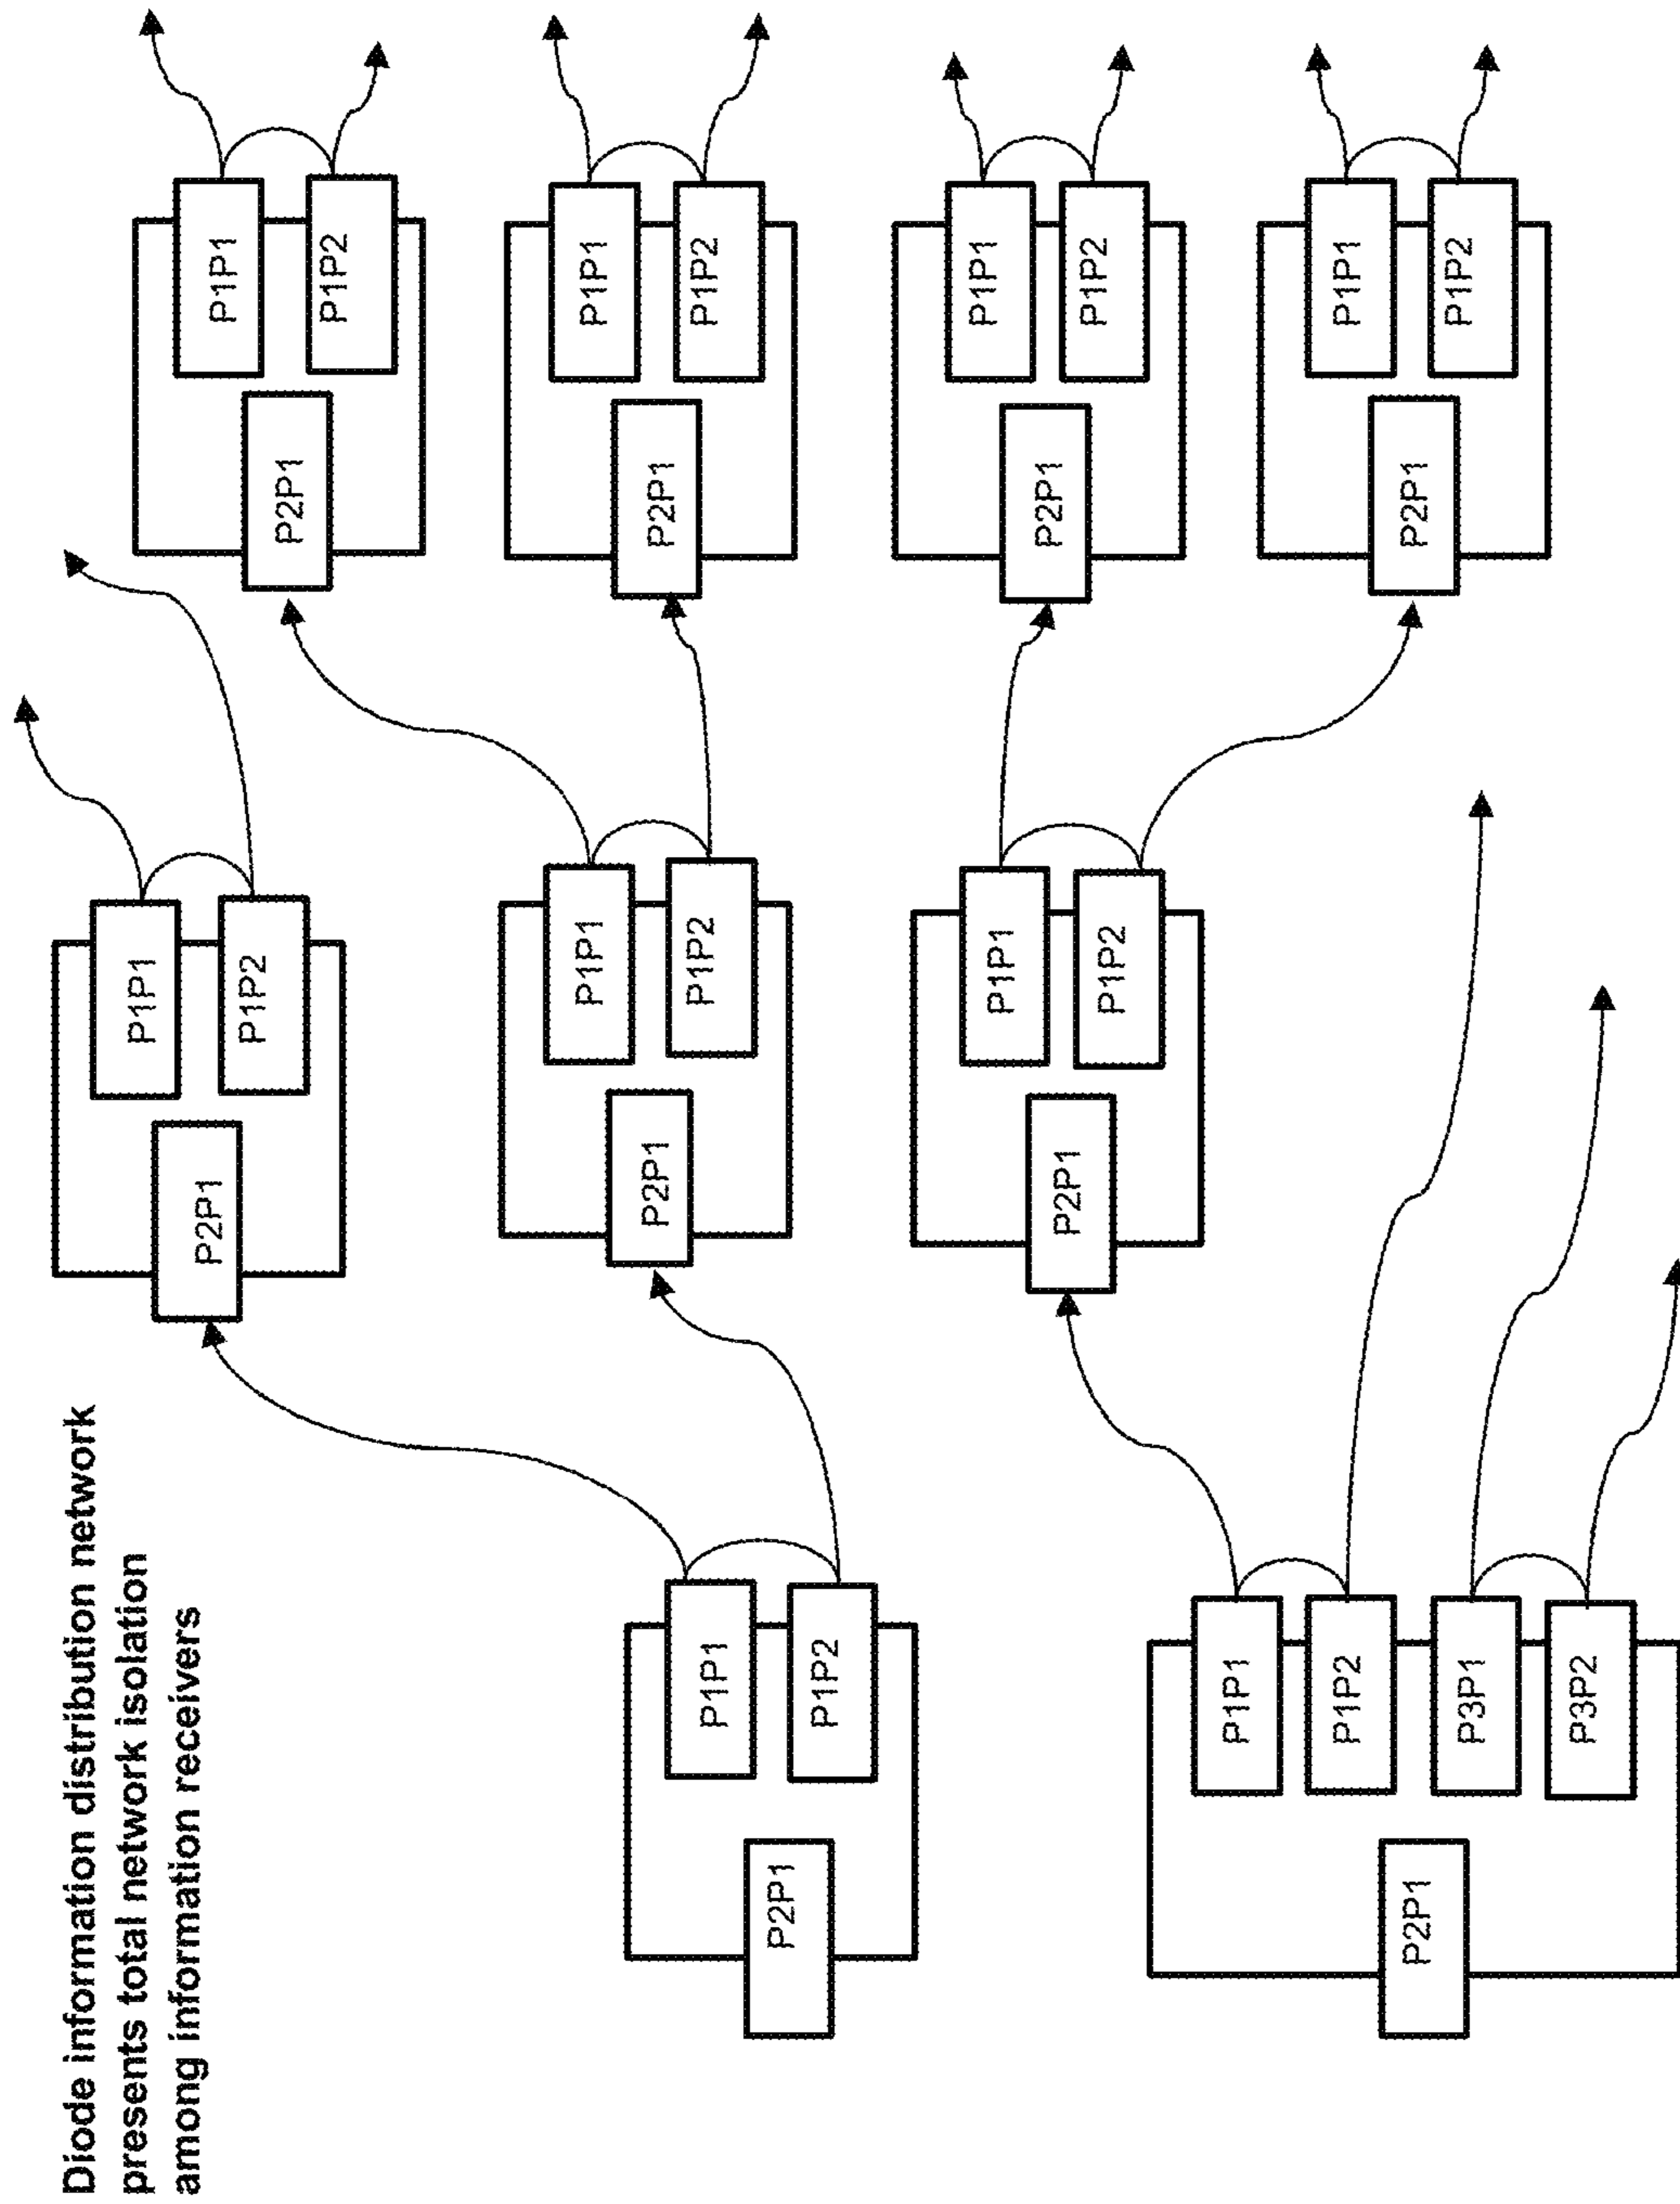 Diode information distribution network
presents total network isolation
among information receivers
P2P1
P1P1
P1P2
P2P1
P1P1
P1P2
P3P1
P3P2
P2P1
P1P1
P1P2
P2P1
P1P1
P1P2
P2P1
P1P1
P1P2
P2P1
P1P1
P1P2
P2P1
P1P1
P1P2
P2P1
P1P1
P1P2
P2P1
P1P1
P1P2